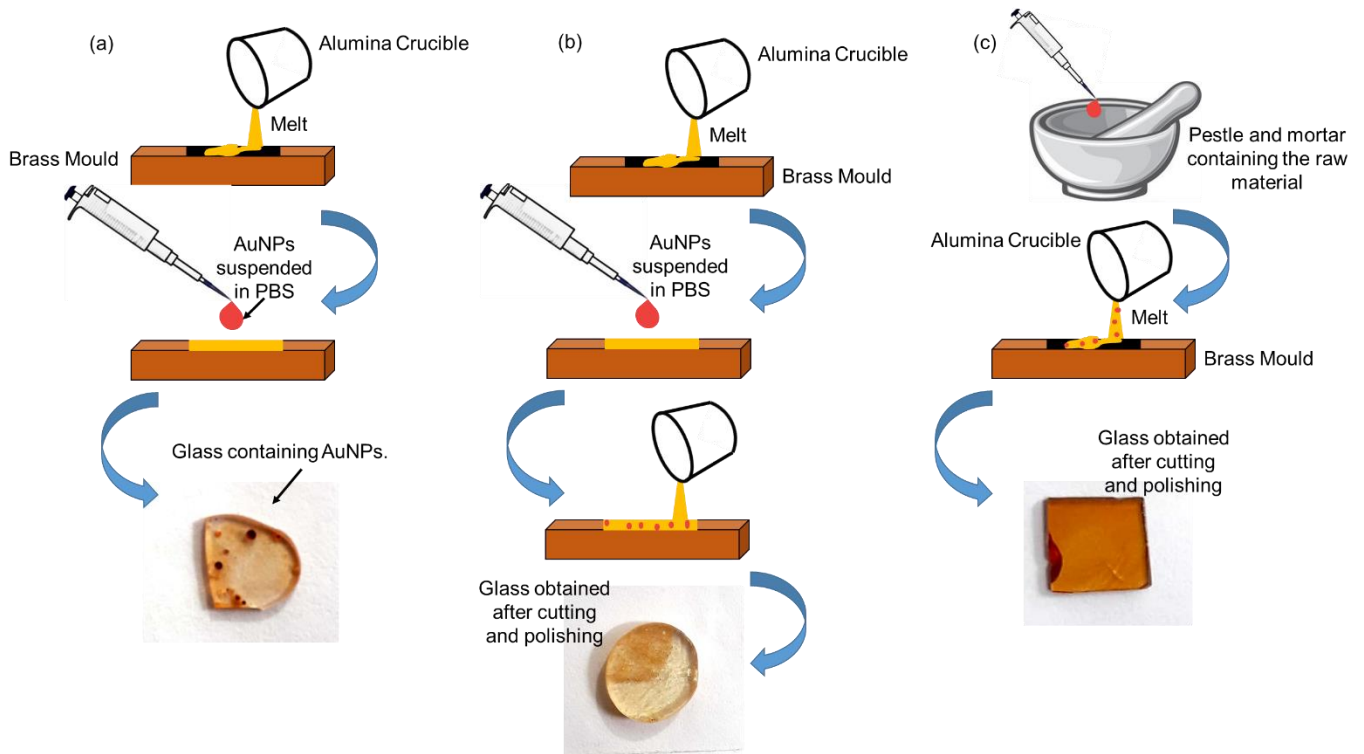 (a)
Alumina Crucible
Melt
Brass Mould
AuNPs
suspended
in PBS
Glass containing AuNPs.
(b)
Alumina Crucible
Melt
Brass Mould
AuNPs
suspended
in PBS
Glass obtained
after cutting
and polishing
(c)
Pestle and mortar
containing the raw
material
Alumina Crucible
Melt
Brass Mould
Glass obtained
after cutting
and polishing